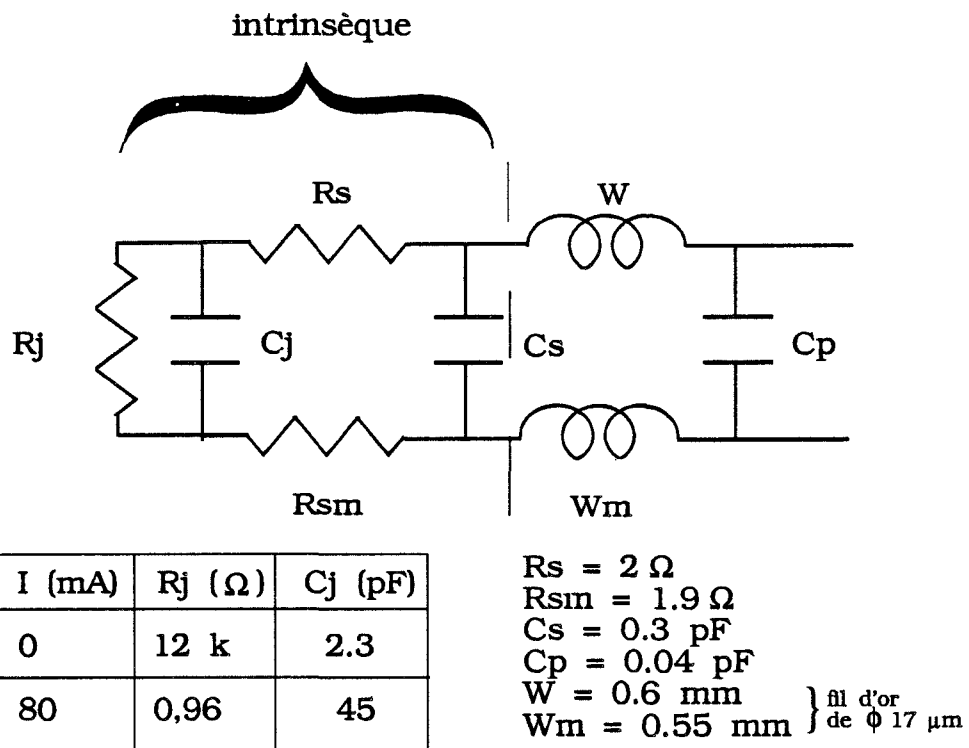 intrinsèque
Rs
W
Rj
Cj
Cs
Cp
Rsm
Wm
I (mA) Rj (Ω) Cj (pF)
0 12 k 2.3
80 0,96 45
Rs = 2 Ω
Rsm = 1.9 Ω
Cs = 0.3 pF
Cp = 0.04 pF
W = 0.6 mm
Wm = 0.55 mm
fil d'or
de ϕ 17 µm